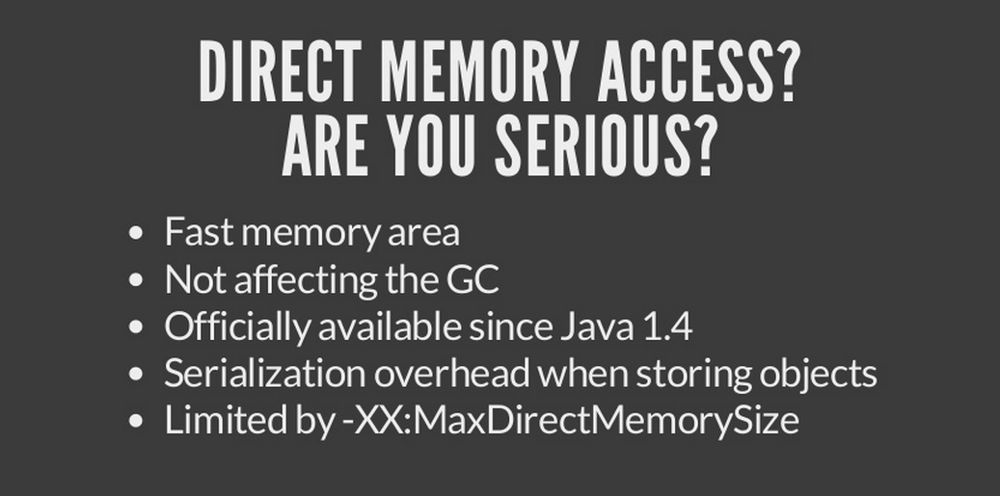 DIRECT MEMORY ACCESS?
ARE YOU SERIOUS?
• Fast memory area
• Not affecting the GC
• Officially available since Java 1.4
• Serialization overhead when storing objects
• Limited by -XX:MaxDirectMemorySize